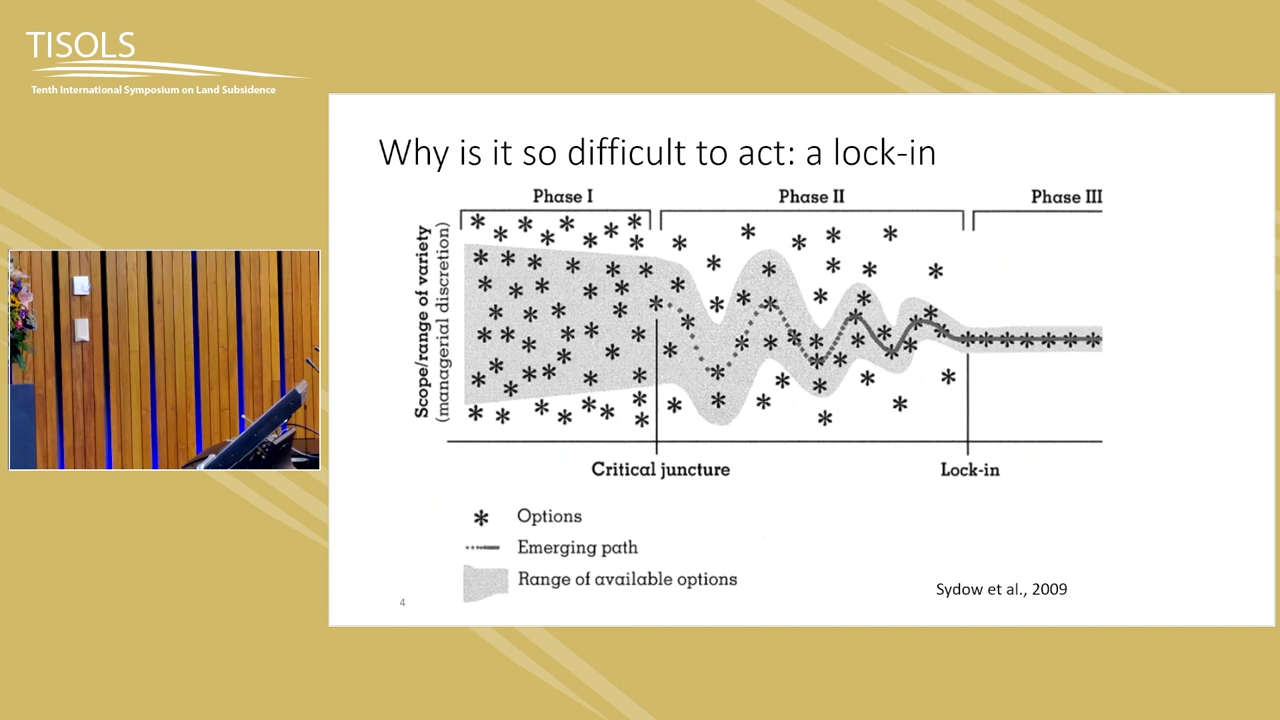 TISOLS
Tenth International Symposium on Land Subsidence
Why is it so difficult to act: a lock-in
Phase I
Phase II
Phase III
Scope/range of variety
(managerial discretion)
Critical juncture
Lock-in
Options
Emerging path
Range of available options
Sydow et al., 2009
4